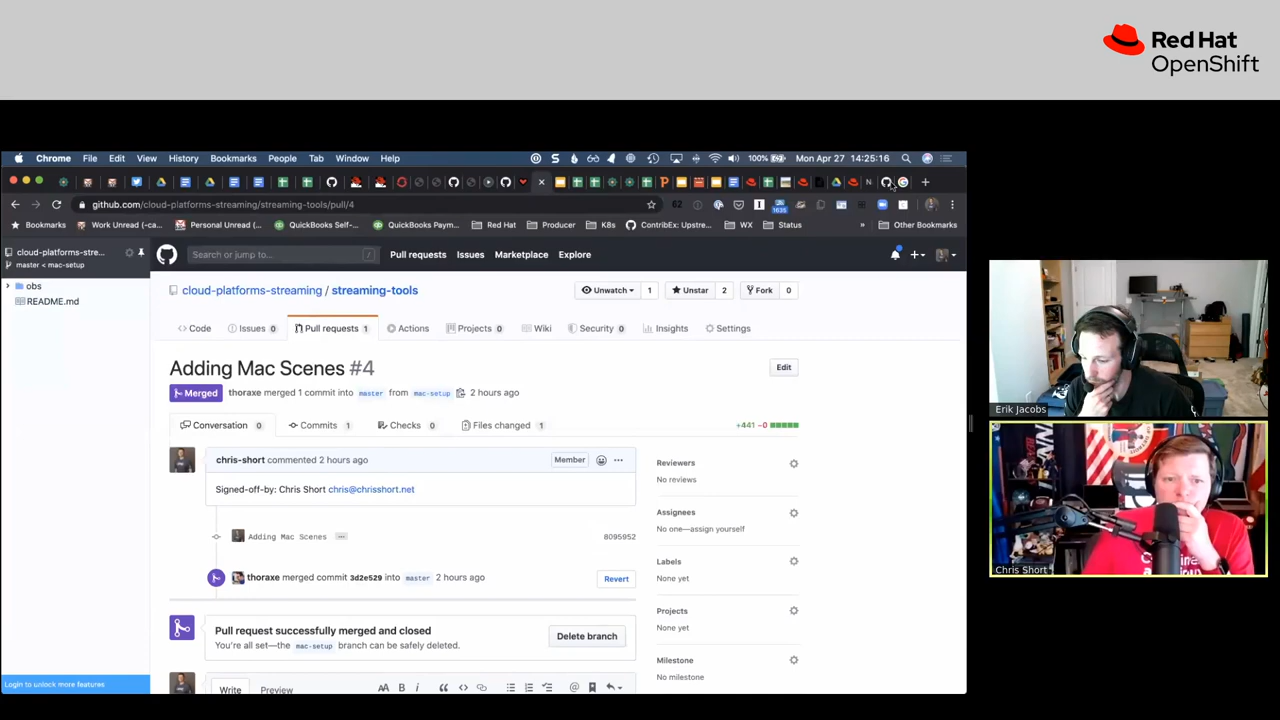 Red Hat
OpenShift
Chrome File Edit View History Bookmarks People Tab Window Help
100% Mon Apr 27 14:25:16
github.com/cloud-platforms-streaming/streaming-tools/pull/4
Bookmarks Work Unread (-ca... Personal Unread (... QuickBooks Self-... QuickBooks Paym... Red Hat Producer K8s ContribEx: Upstre... WX Status » Other Bookmarks
cloud-platforms-stre...
master < mac-setup
obs
README.md
Login to unlock more features
Search or jump to... /
Pull requests Issues Marketplace Explore
cloud-platforms-streaming / streaming-tools
Unwatch 1 Unstar 2 Fork 0
Code Issues 0 Pull requests 1 Actions Projects 0 Wiki Security 0 Insights Settings
Adding Mac Scenes #4
Edit
Merged thoraxe merged 1 commit into master from mac-setup 2 hours ago
Conversation 0 Commits 1 Checks 0 Files changed 1 +441 −0
chris-short commented 2 hours ago Member
Signed-off-by: Chris Short chris@chrisshort.net
Adding Mac Scenes 8095952
thoraxe merged commit 3d2e529 into master 2 hours ago Revert
Pull request successfully merged and closed
You're all set—the mac-setup branch can be safely deleted.
Delete branch
Write Preview
Reviewers
No reviews
Assignees
No one—assign yourself
Labels
None yet
Projects
None yet
Milestone
No milestone
Erik Jacobs
Chris Short